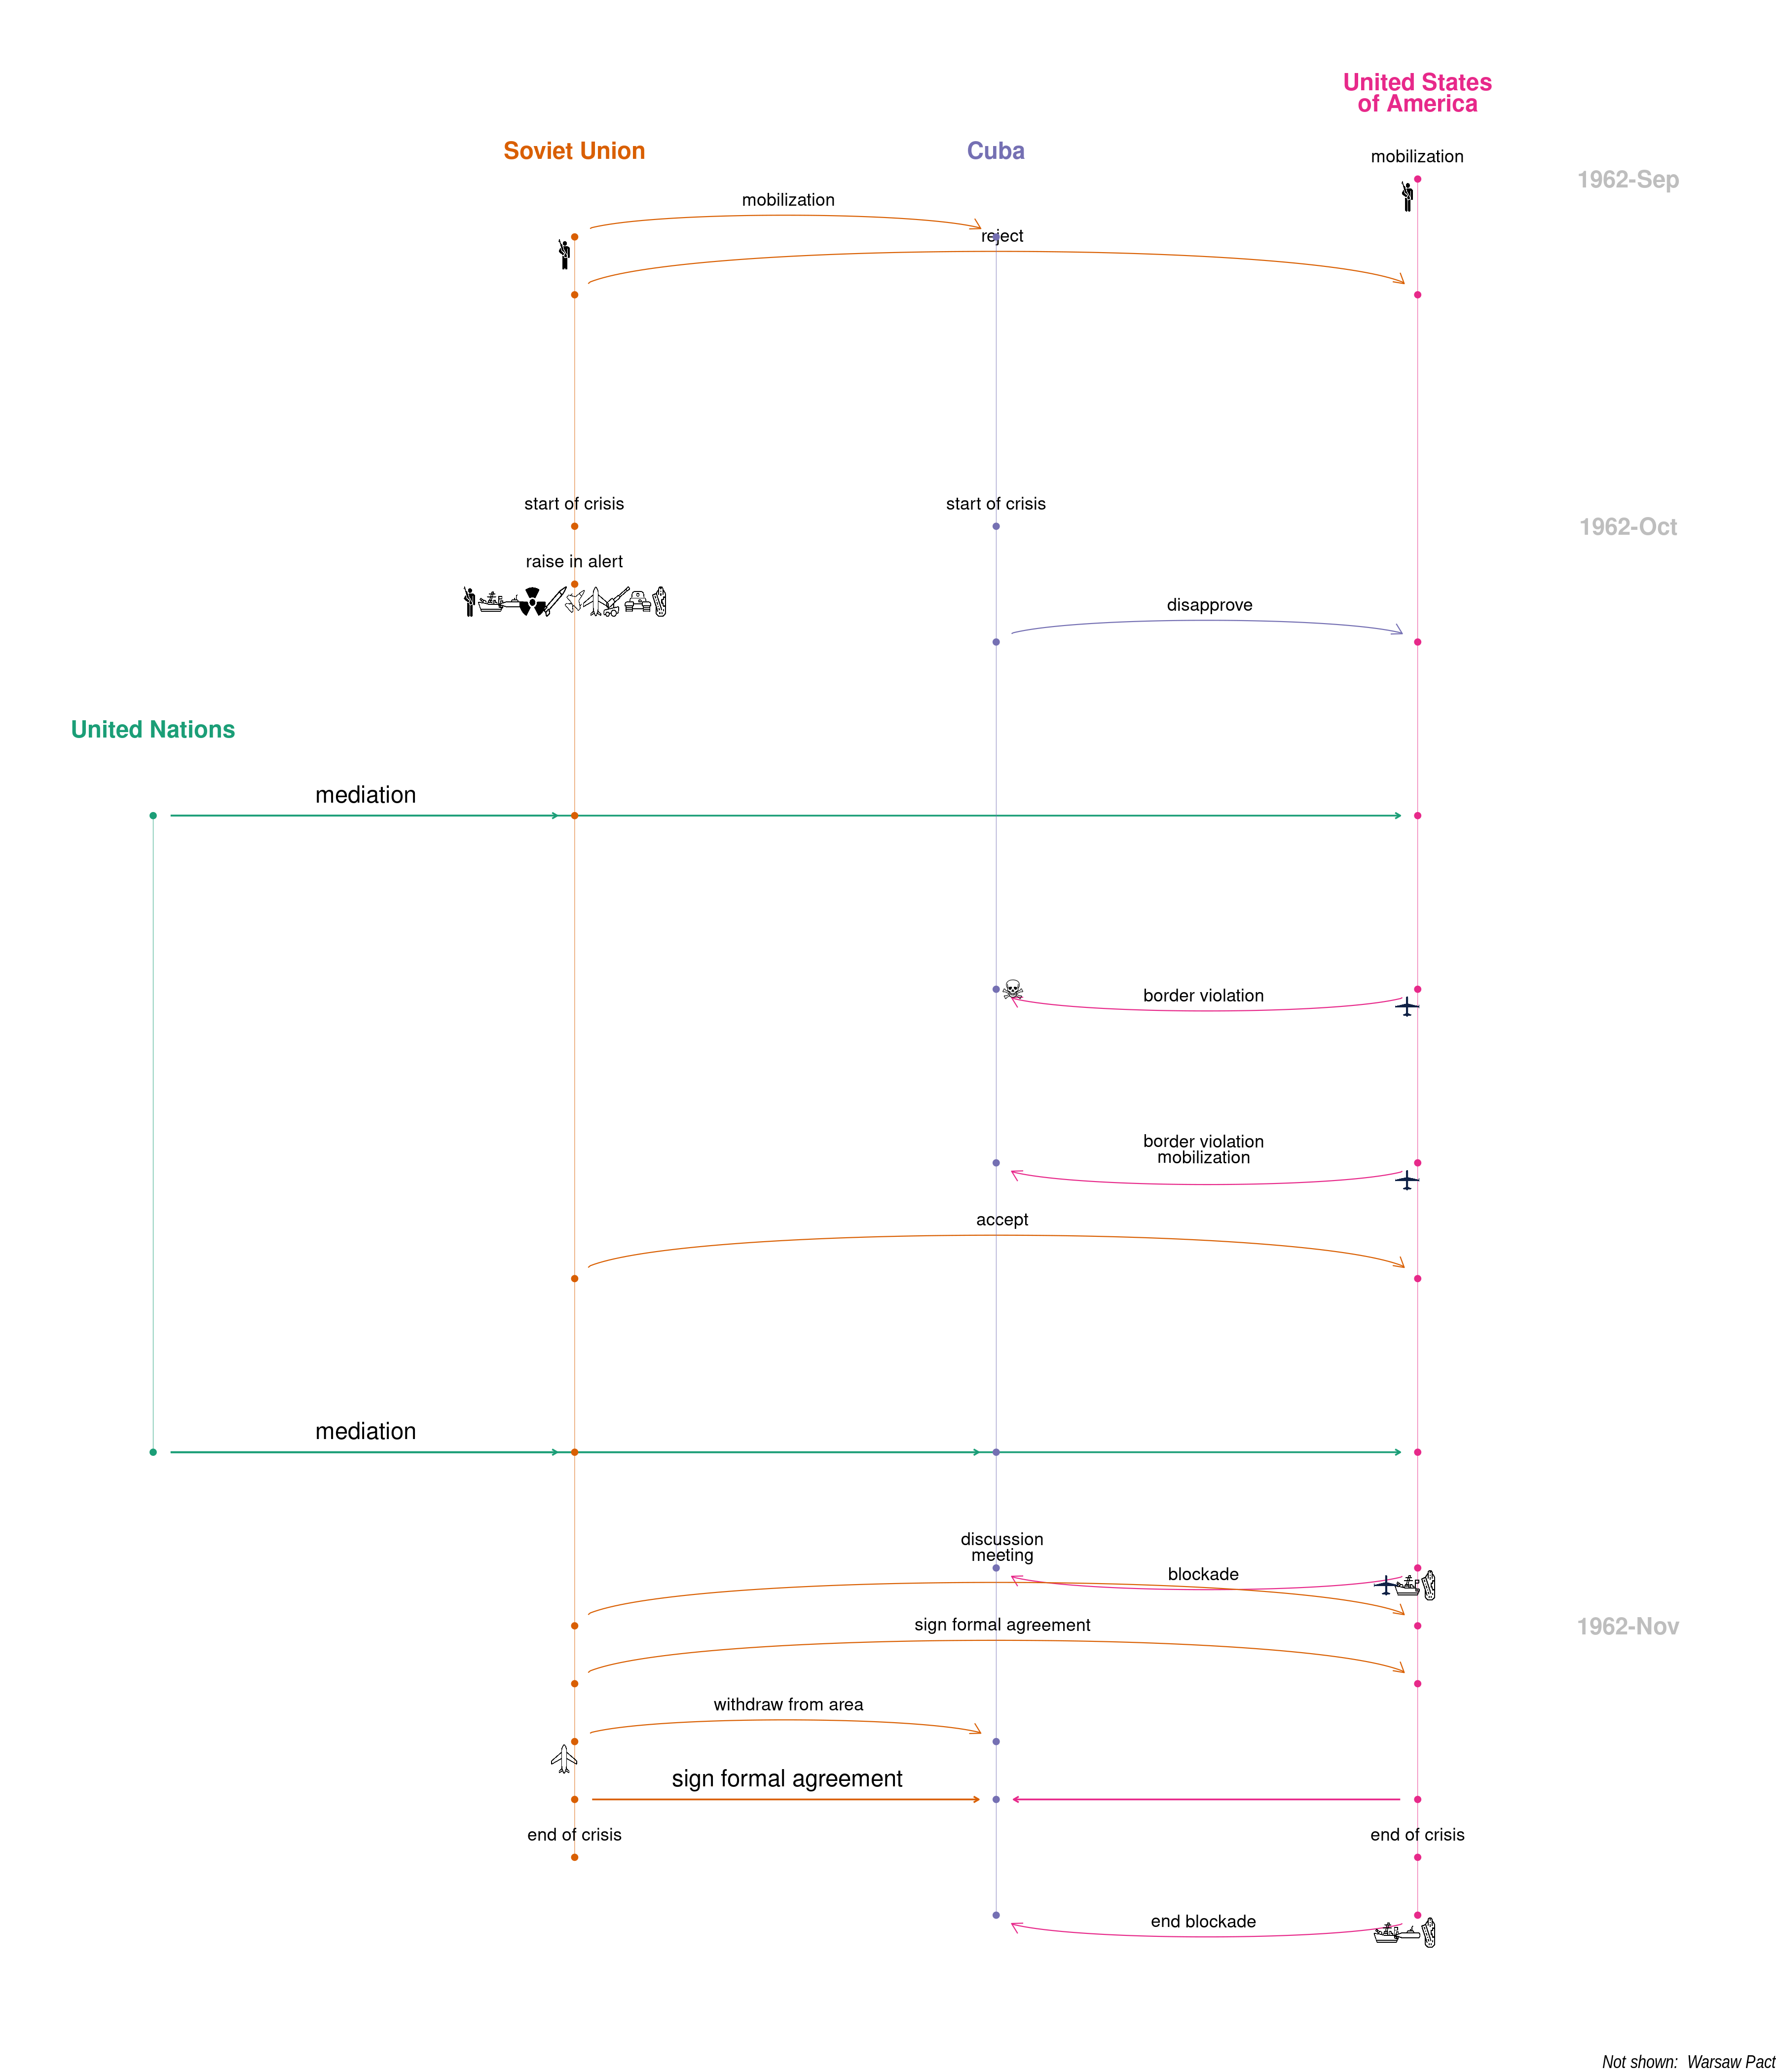 United States
of America
Soviet Union
Cuba
mobilization
1962-Sep
mobilization
reject
start of crisis
start of crisis
1962-Oct
raise in alert
disapprove
United Nations
mediation
border violation
border violation
mobilization
accept
mediation
discussion
meeting
blockade
sign formal agreement
1962-Nov
withdraw from area
sign formal agreement
end of crisis
end of crisis
end blockade
Not shown:  Warsaw Pact